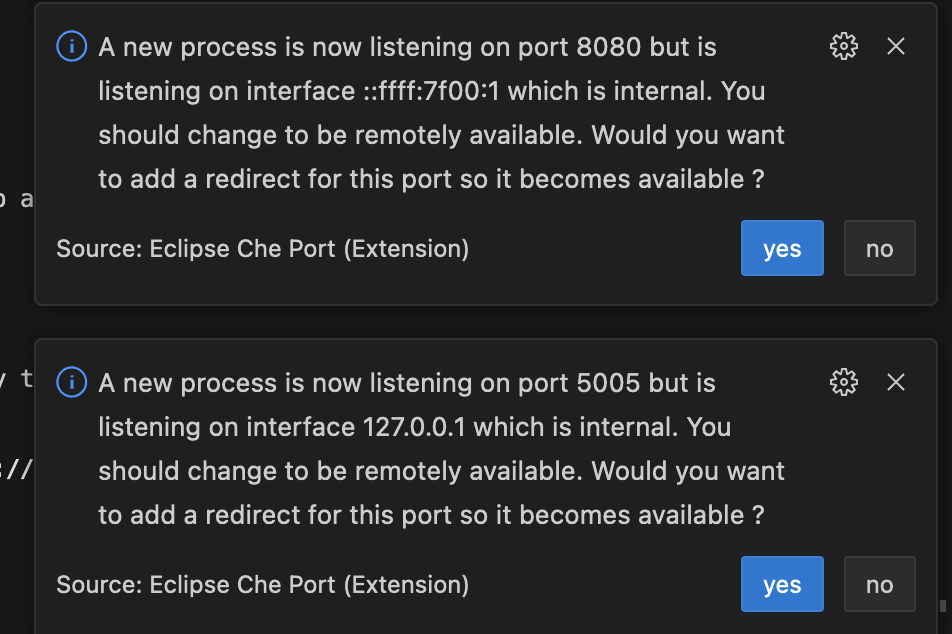 A new process is now listening on port 8080 but is
listening on interface ::ffff:7f00:1 which is internal. You
should change to be remotely available. Would you want
to add a redirect for this port so it becomes available ?
a
Source: Eclipse Che Port (Extension)
yes
no
A new process is now listening on port 5005 but is
y t
listening on interface 127.0.0.1 which is internal. You
://
should change to be remotely available. Would you want
to add a redirect for this port so it becomes available ?
Source: Eclipse Che Port (Extension)
yes
no